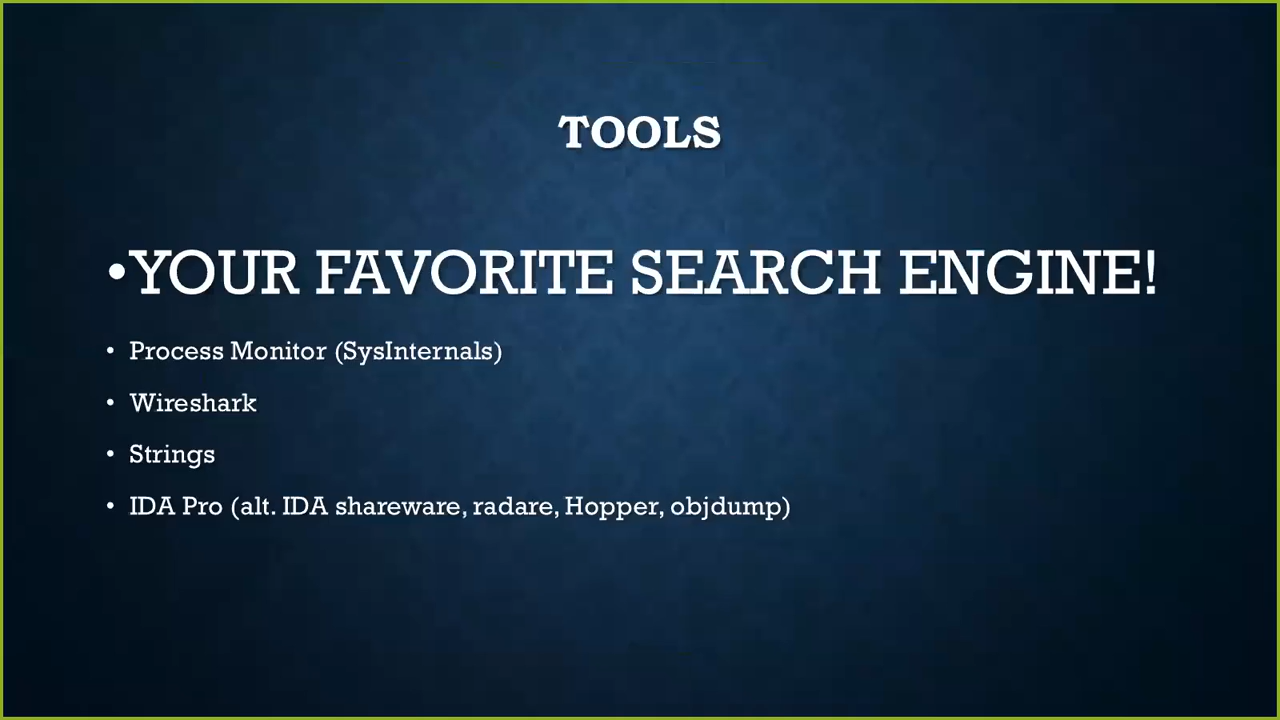 TOOLS
•YOUR FAVORITE SEARCH ENGINE!
• Process Monitor (SysInternals)
• Wireshark
• Strings
• IDA Pro (alt. IDA shareware, radare, Hopper, objdump)